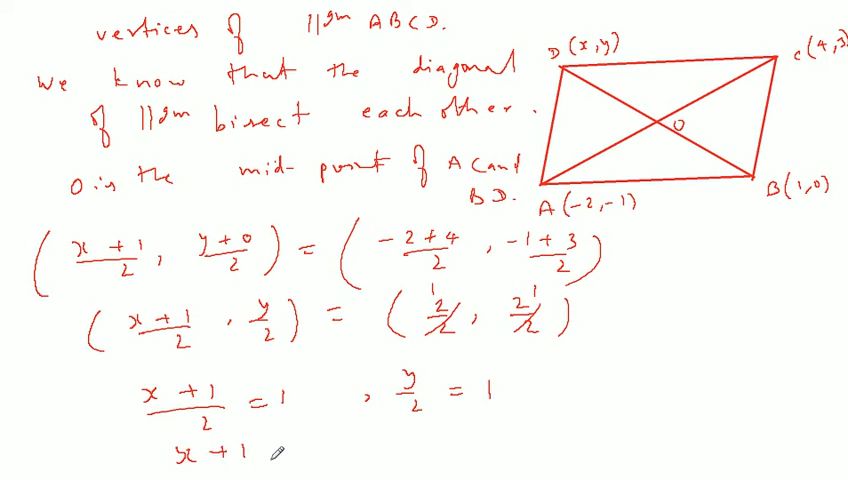 vertices of ||gm ABCD.
We know that the diagonal
of ||gm bisect each other.
O is the mid-point of AC and
BD.
D(x,y)
C(4,3)
O
A(-2,-1)
B(1,0)
(x+1/2, y+0/2) = (-2+4/2, -1+3/2)
(x+1/2, y/2) = (2/2 1, 2/2 1)
x+1/2 = 1, y/2 = 1
x+1